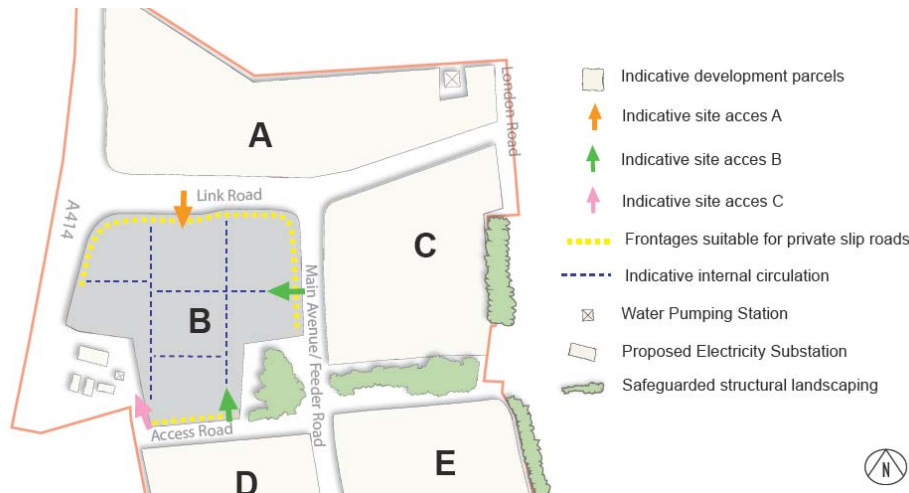 A
London Road
Link Road
A414
B
C
Main Avenue/ Feeder Road
Access Road
D
E
Indicative development parcels
Indicative site acces A
Indicative site acces B
Indicative site acces C
Frontages suitable for private slip roads
Indicative internal circulation
Water Pumping Station
Proposed Electricity Substation
Safeguarded structural landscaping
N